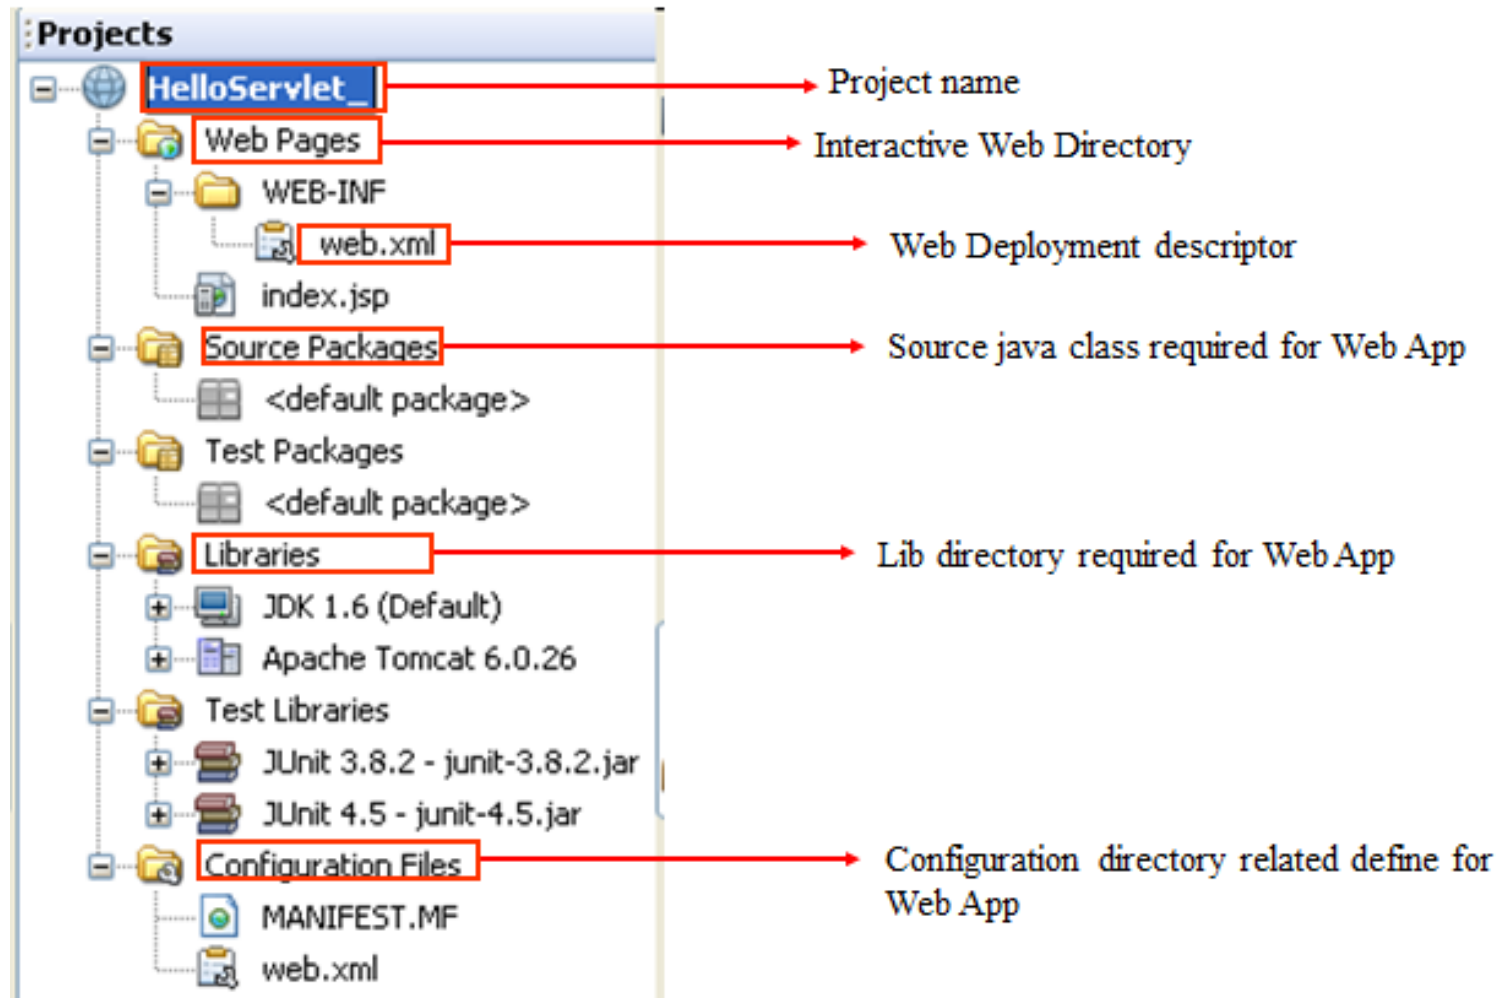 Projects
HelloServlet_ Project name
Web Pages Interactive Web Directory
WEB-INF
web.xml Web Deployment descriptor
index.jsp
Source Packages Source java class required for Web App
<default package>
Test Packages
<default package>
Libraries Lib directory required for Web App
JDK 1.6 (Default)
Apache Tomcat 6.0.26
Test Libraries
JUnit 3.8.2 - junit-3.8.2.jar
JUnit 4.5 - junit-4.5.jar
Configuration Files Configuration directory related define for
Web App
MANIFEST.MF
web.xml